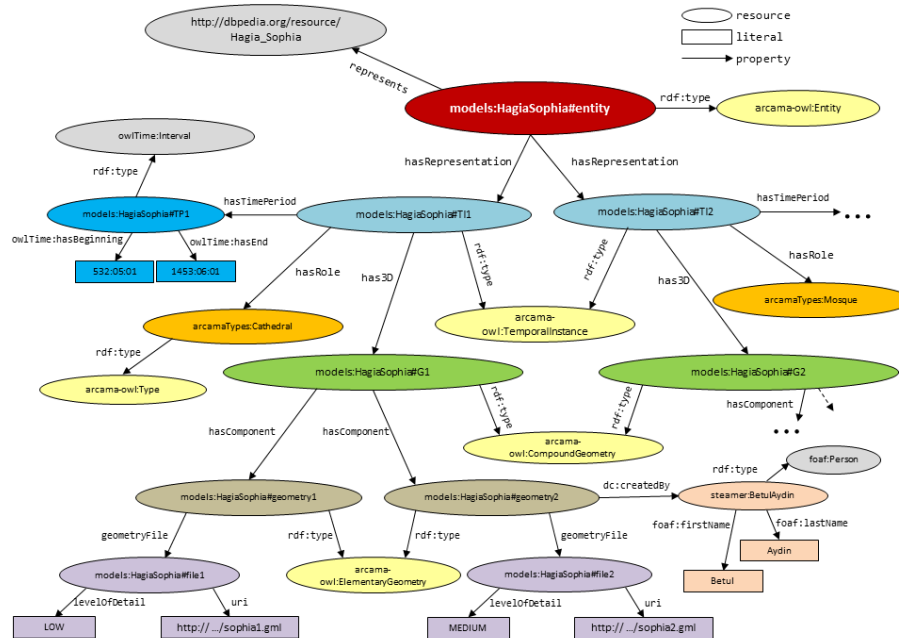 http://dbpedia.org/resource/
Hagia_Sophia
resource
literal
property
represents
models:HagiaSophia#entity
rdf:type
arcama-owl:Entity
owlTime:Interval
rdf:type
hasRepresentation
hasRepresentation
models:HagiaSophia#TP1
hasTimePeriod
models:HagiaSophia#TI1
models:HagiaSophia#TI2
hasTimePeriod
...
owlTime:hasBeginning
owlTime:hasEnd
532:05:01
1453:06:01
hasRole
has3D
rdf:type
rdf:type
has3D
hasRole
arcamaTypes:Cathedral
arcama-
owl:TemporalInstance
arcamaTypes:Mosque
rdf:type
arcama-owl:Type
models:HagiaSophia#G1
models:HagiaSophia#G2
hasComponent
hasComponent
rdf:type
rdf:type
hasComponent
...
arcama-
owl:CompoundGeometry
foaf:Person
rdf:type
models:HagiaSophia#geometry1
models:HagiaSophia#geometry2
dc:createdBy
steamer:BetulAydin
geometryFile
rdf:type
rdf:type
geometryFile
foaf:firstName
foaf:lastName
Aydin
Betul
models:HagiaSophia#file1
arcama-
owl:ElementaryGeometry
models:HagiaSophia#file2
levelOfDetail
uri
levelOfDetail
uri
LOW
http:// .../sophia1.gml
MEDIUM
http:// .../sophia2.gml